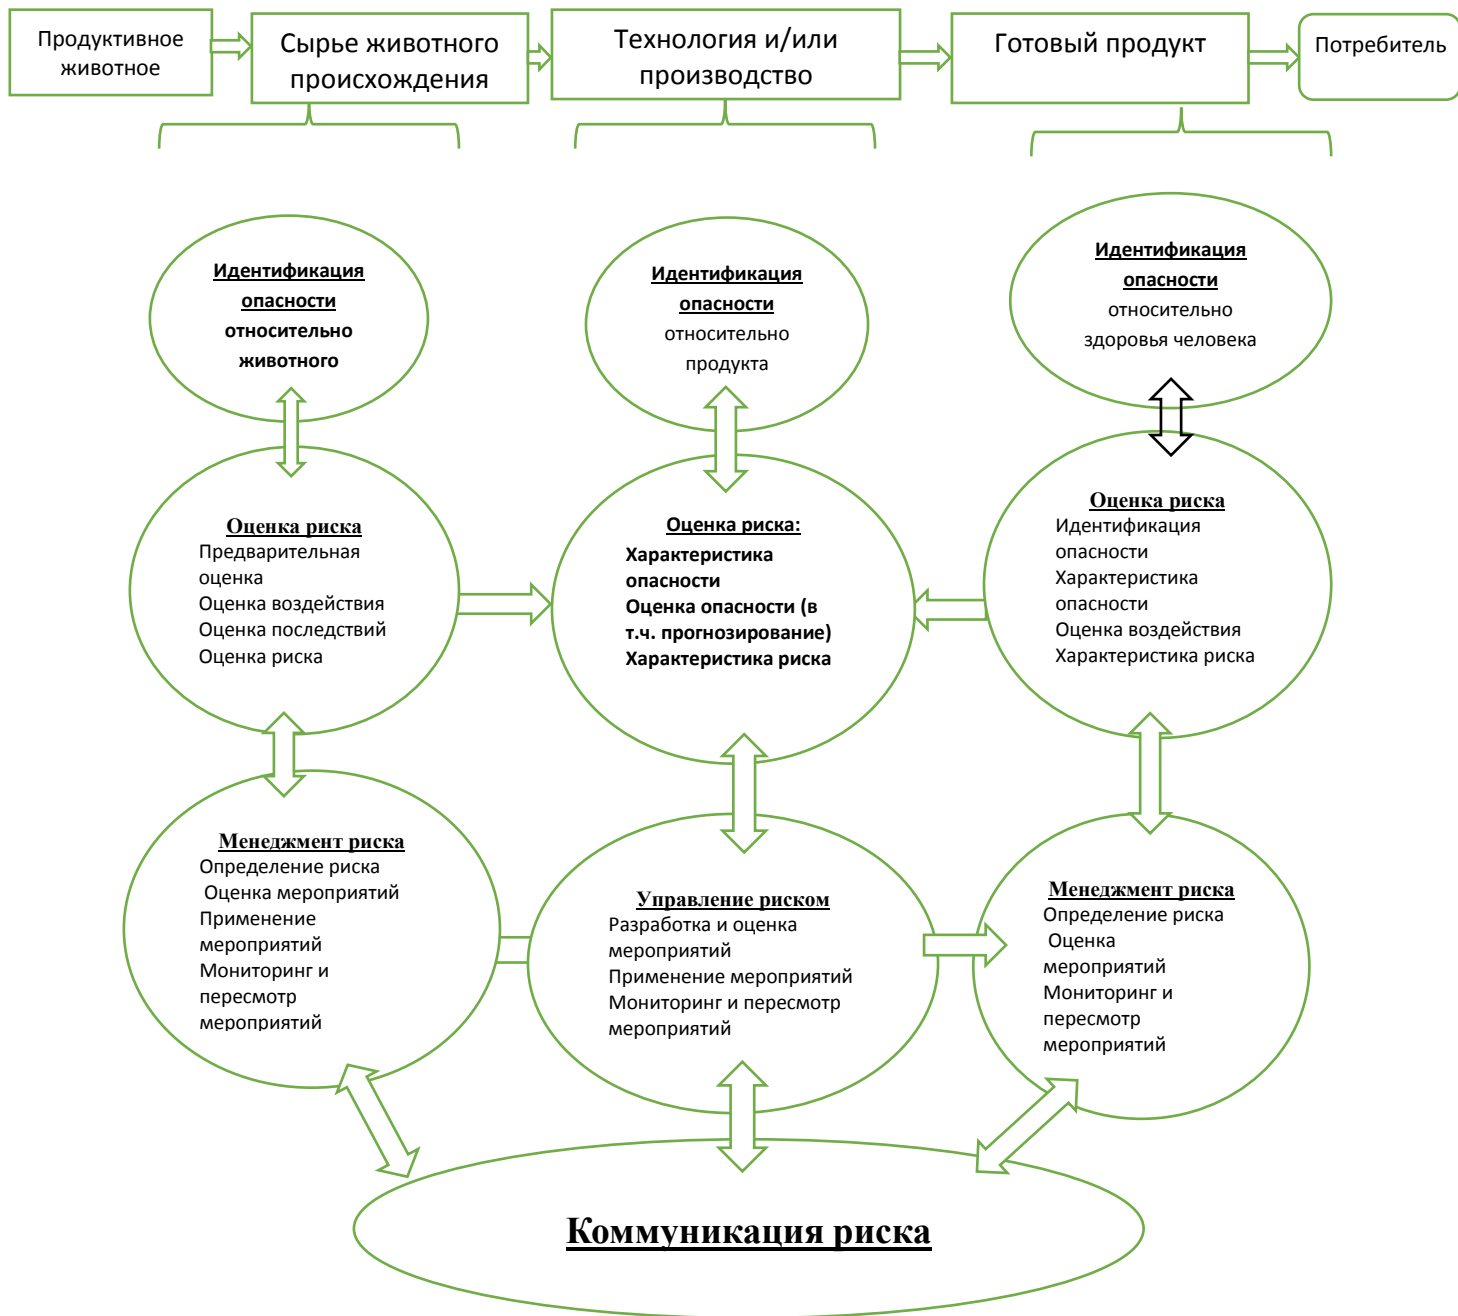 Продуктивное
животное
Сырье животного
происхождения
Технология и/или
производство
Готовый продукт
Потребитель
Идентификация
опасности
относительно
животного
Идентификация
опасности
относительно
продукта
Идентификация
опасности
относительно
здоровья человека
Оценка риска
Предварительная
оценка
Оценка воздействия
Оценка последствий
Оценка риска
Оценка риска:
Характеристика
опасности
Оценка опасности (в
т.ч. прогнозирование)
Характеристика риска
Оценка риска
Идентификация
опасности
Характеристика
опасности
Оценка воздействия
Характеристика риска
Менеджмент риска
Определение риска
Оценка мероприятий
Применение
мероприятий
Мониторинг и
пересмотр
мероприятий
Управление риском
Разработка и оценка
мероприятий
Применение мероприятий
Мониторинг и пересмотр
мероприятий
Менеджмент риска
Определение риска
Оценка
мероприятий
Мониторинг и
пересмотр
мероприятий
Коммуникация риска